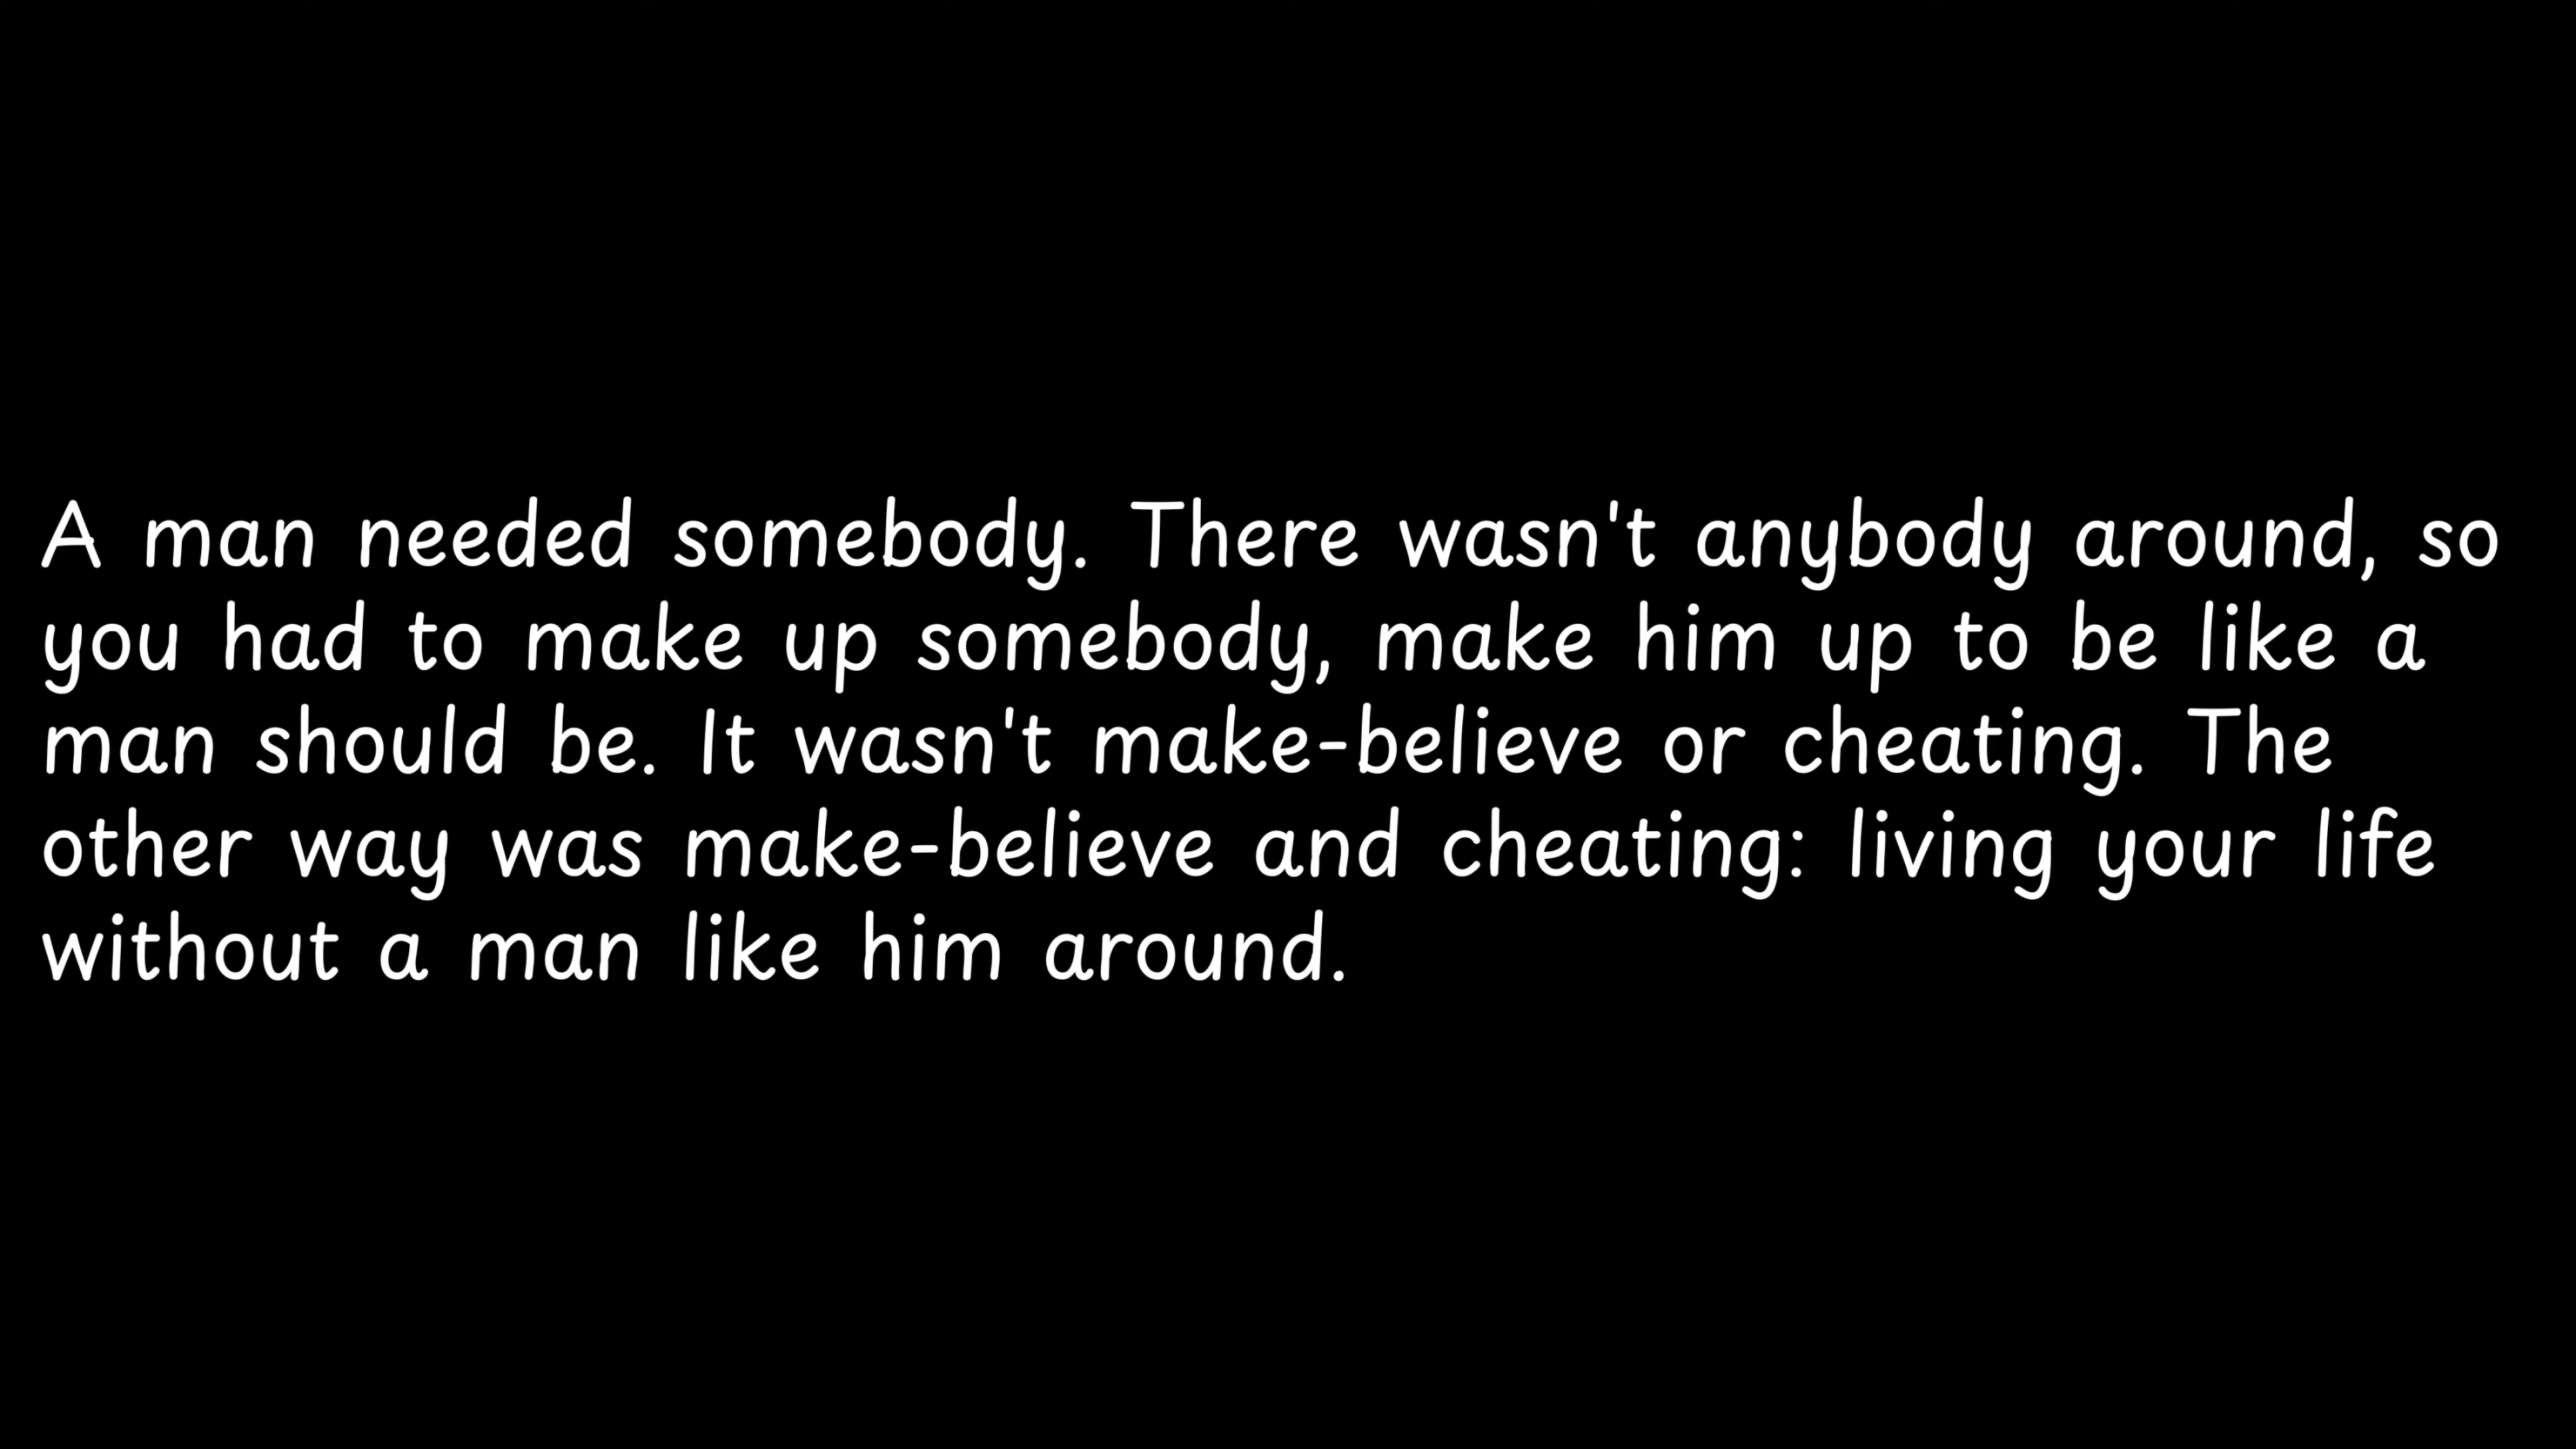 A man needed somebody. There wasn't anybody around, so
you had to make up somebody, make him up to be like a
man should be. It wasn't make-believe or cheating. The
other way was make-believe and cheating: living your life
without a man like him around.